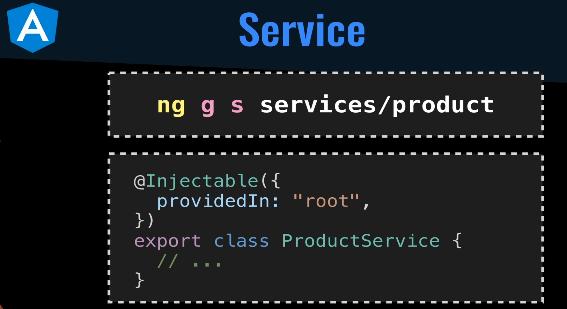 Service
ng g s services/product
@Injectable({
  providedIn: "root",
})
export class ProductService {
  // ...
}